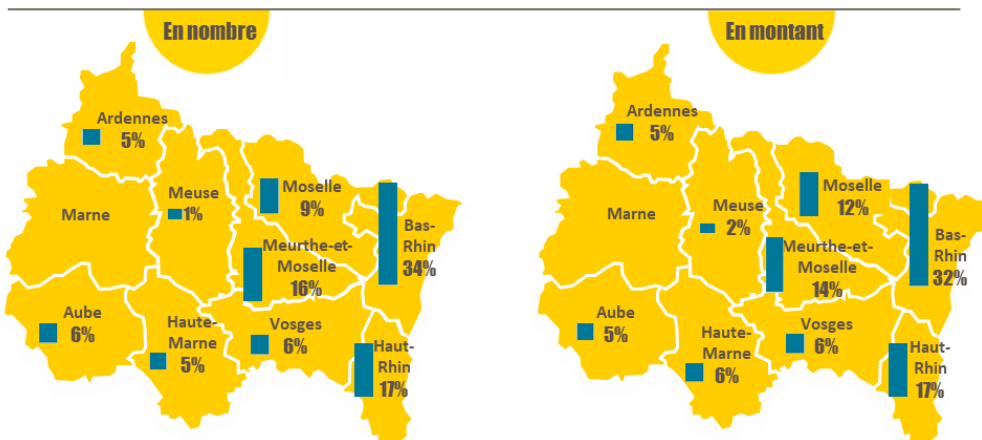 En nombre
Ardennes
5%
Meuse
1%
Moselle
9%
Marne
Bas-
Rhin
34%
Meurthe-et-
Moselle
16%
Aube
6%
Haute-
Marne
5%
Vosges
6%
Haut-
Rhin
17%
En montant
Ardennes
5%
Moselle
12%
Marne
Meuse
2%
Bas-
Rhin
32%
Meurthe-et-
Moselle
14%
Aube
5%
Haute-
Marne
6%
Vosges
6%
Haut-
Rhin
17%